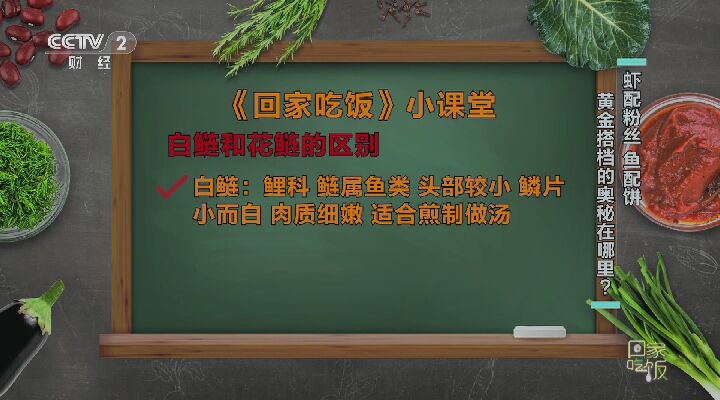 CCTV 2
财经
《回家吃饭》小课堂
白鲢和花鲢的区别
白鲢：鲤科 鲢属鱼类 头部较小 鳞片
小而白 肉质细嫩 适合煎制做汤
虾配粉丝 鱼配饼
黄金搭档的奥秘在哪里？
回家
吃饭